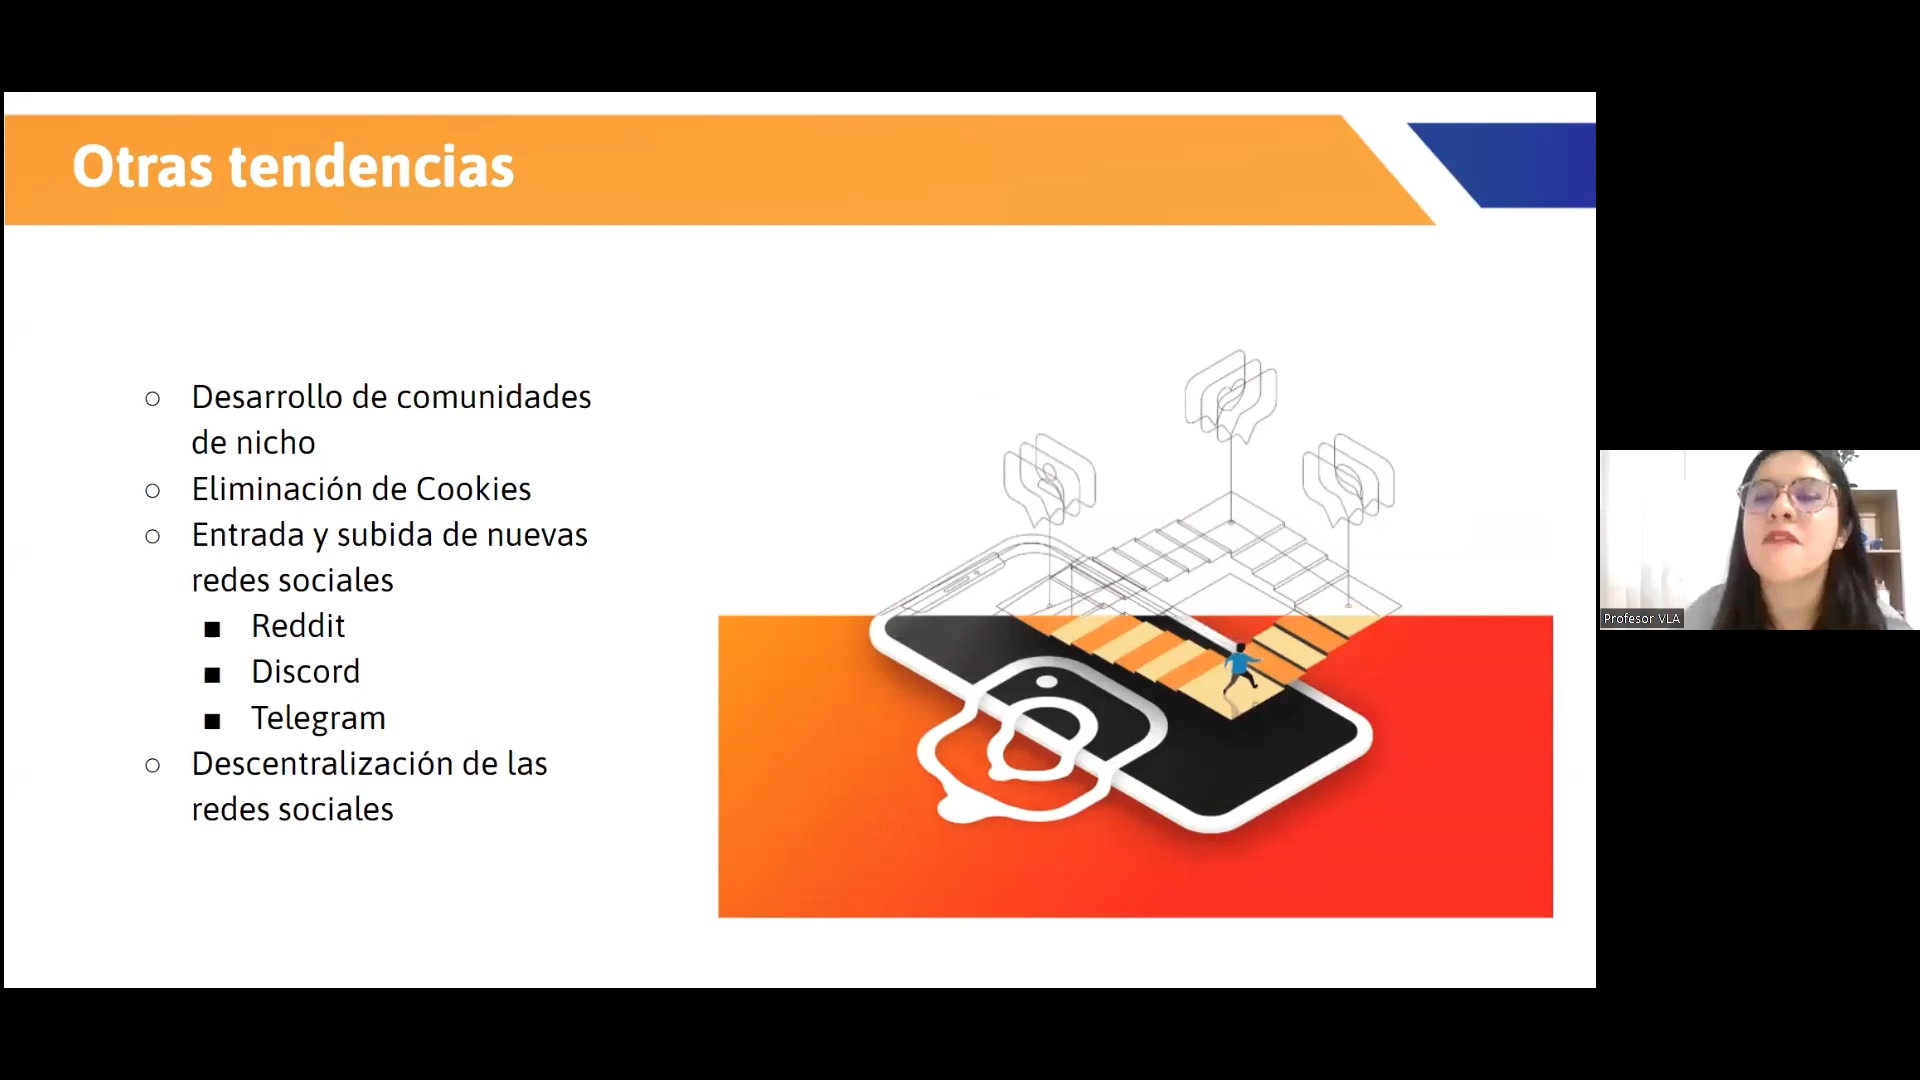 Otras tendencias
○ Desarrollo de comunidades
de nicho
○ Eliminación de Cookies
○ Entrada y subida de nuevas
redes sociales
■ Reddit
■ Discord
■ Telegram
○ Descentralización de las
redes sociales
Profesor VLA